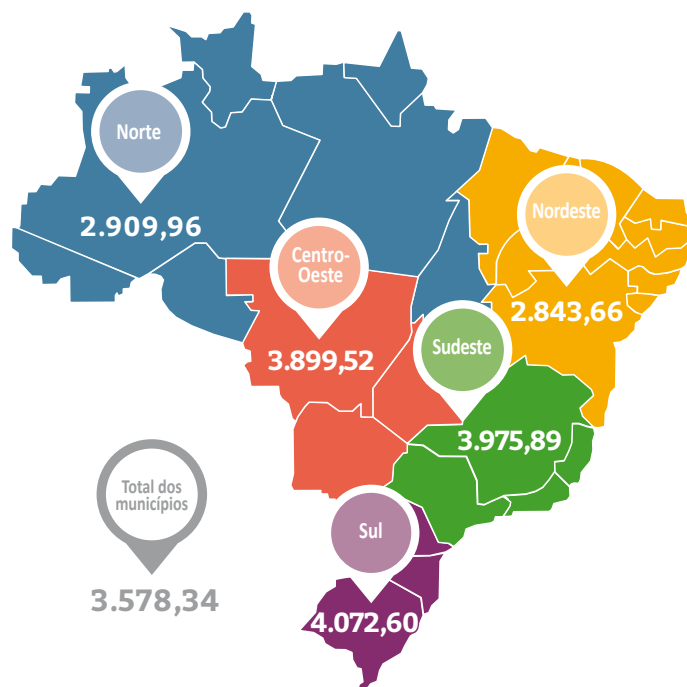 Norte
2.909,96
Nordeste
2.843,66
Centro-
Oeste
3.899,52
Sudeste
3.975,89
Total dos
municípios
3.578,34
Sul
4.072,60